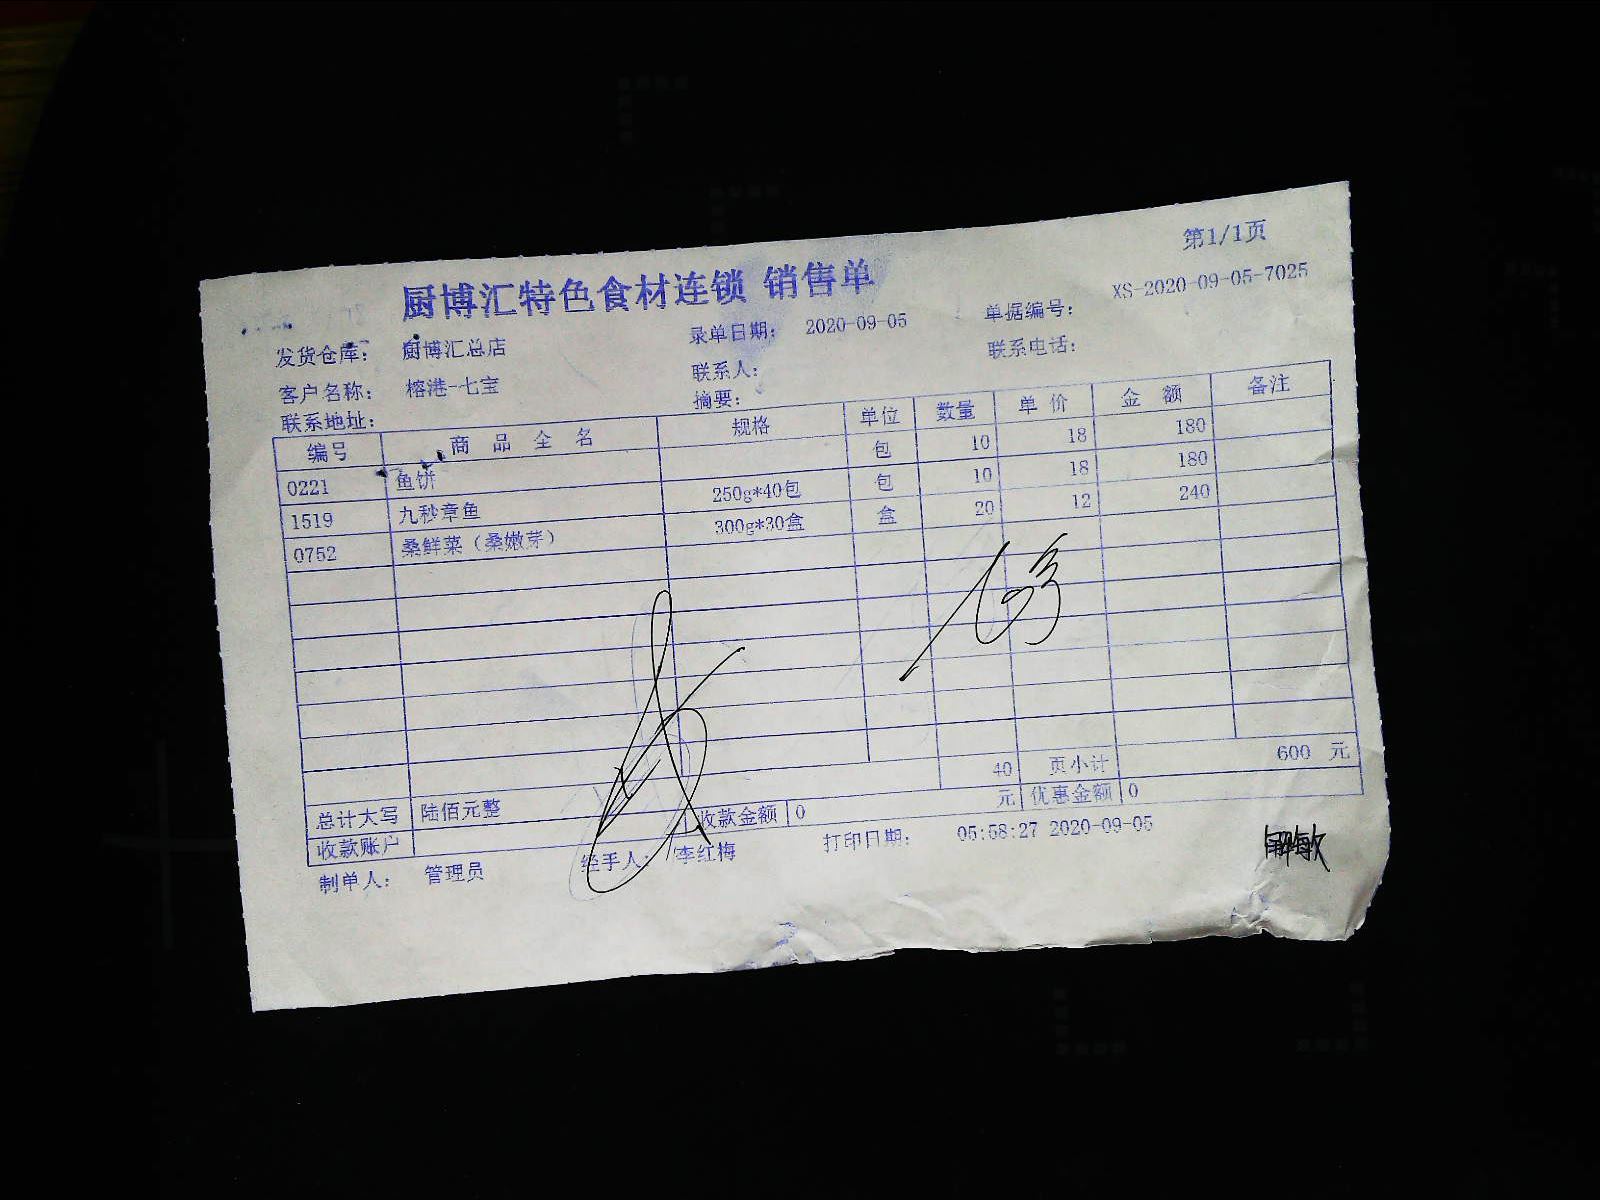 第1/1页
厨博汇特色食材连锁 销售单
发货仓库： 厨博汇总店 录单日期： 2020-09-05 单据编号： XS-2020-09-05-7025
客户名称： 榕港-七宝 联系人： 联系电话：
联系地址： 摘要：
编号 商 品 全 名 规格 单位 数量 单 价 金 额 备注
0221 鱼饼 包 10 18 180
1519 九秒章鱼 250g*40包 包 10 18 180
0752 桑鲜菜（桑嫩芽） 300g*30盒 盒 20 12 240
40 页小计 600 元
总计大写 陆佰元整 收款金额 0 元 优惠金额 0
收款账户
制单人： 管理员 经手人： 李红梅 打印日期： 05:58:27 2020-09-05